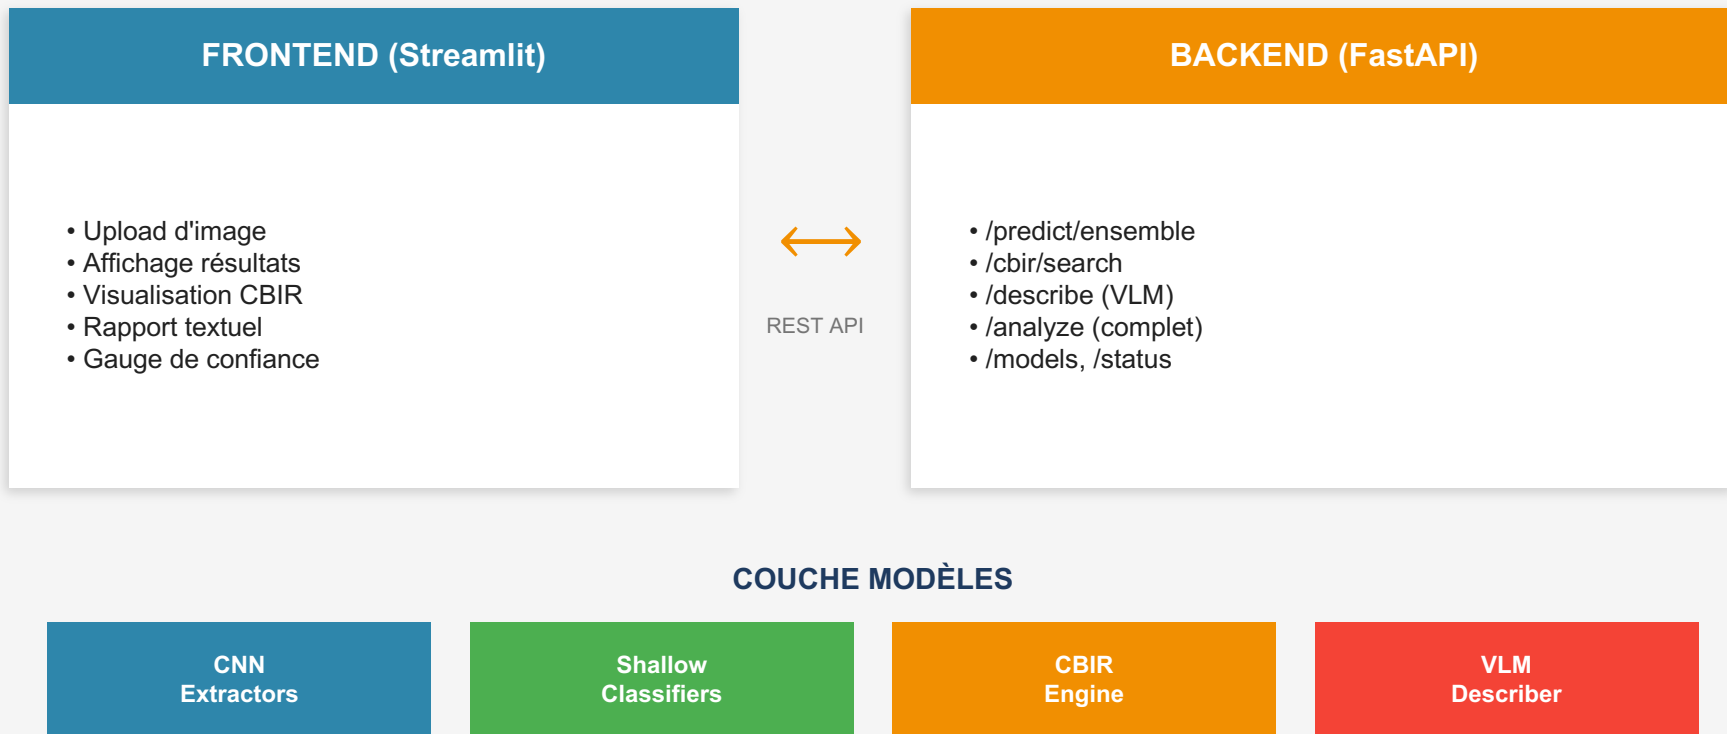 FRONTEND (Streamlit)
• Upload d'image
• Affichage résultats
• Visualisation CBIR
• Rapport textuel
• Gauge de confiance
REST API
BACKEND (FastAPI)
• /predict/ensemble
• /cbir/search
• /describe (VLM)
• /analyze (complet)
• /models, /status
COUCHE MODÈLES
CNN
Extractors
Shallow
Classifiers
CBIR
Engine
VLM
Describer